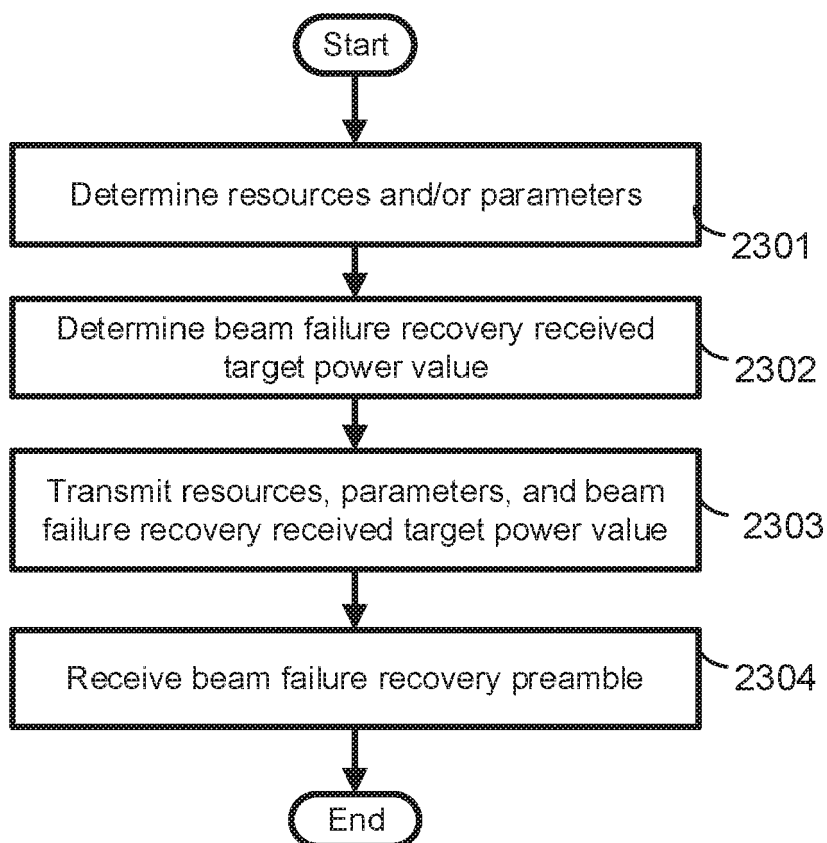 Start
Determine resources and/or parameters
2301
Determine beam failure recovery received
target power value
2302
Transmit resources, parameters, and beam
failure recovery received target power value
2303
Receive beam failure recovery preamble
2304
End